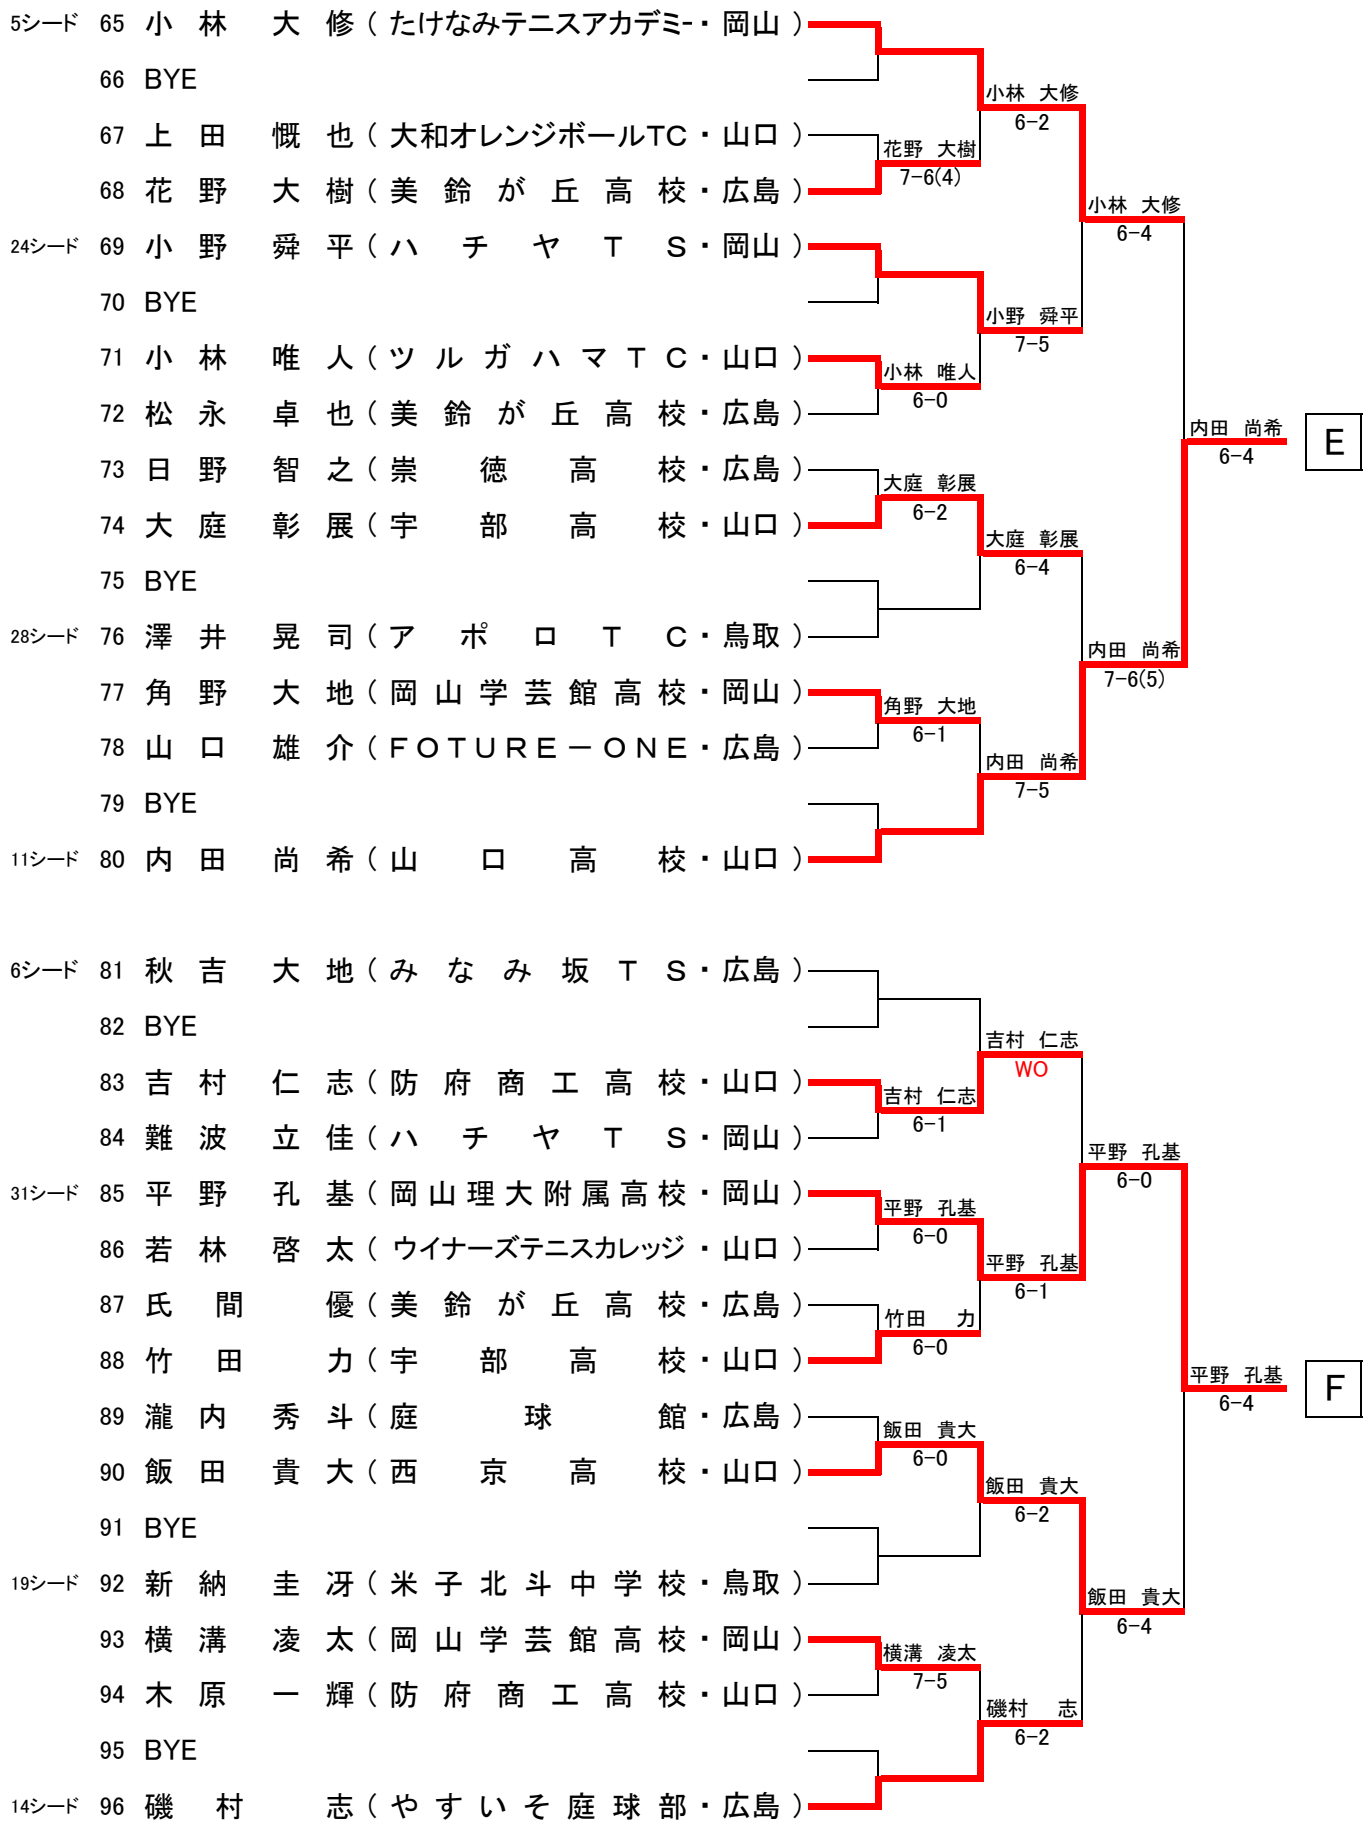 5シード 65 小林 大修 (たけなみテニスアカデミー・岡山)
66 BYE
小林 大修
6-2
67 上田 慨也 (大和オレンジボールTC・山口)
花野 大樹
7-6(4)
68 花野 大樹 (美鈴が丘高校・広島)
小林 大修
6-4
24シード 69 小野 舜平 (ハチヤTS・岡山)
70 BYE
小野 舜平
7-5
71 小林 唯人 (ツルガハマTC・山口)
小林 唯人
6-0
72 松永 卓也 (美鈴が丘高校・広島)
内田 尚希
6-4
E
73 日野 智之 (崇徳高校・広島)
大庭 彰展
6-2
74 大庭 彰展 (宇部高校・山口)
大庭 彰展
6-4
75 BYE
28シード 76 澤井 晃司 (アポロTC・鳥取)
内田 尚希
7-6(5)
77 角野 大地 (岡山学芸館高校・岡山)
角野 大地
6-1
78 山口 雄介 (FOTURE-ONE・広島)
内田 尚希
7-5
79 BYE
11シード 80 内田 尚希 (山口高校・山口)
6シード 81 秋吉 大地 (みなみ坂TS・広島)
82 BYE
吉村 仁志
WO
83 吉村 仁志 (防府商工高校・山口)
吉村 仁志
6-1
84 難波 立佳 (ハチヤTS・岡山)
平野 孔基
6-0
31シード 85 平野 孔基 (岡山理大附属高校・岡山)
平野 孔基
6-0
86 若林 啓太 (ウイナーズテニスカレッジ・山口)
平野 孔基
6-1
87 氏間 優 (美鈴が丘高校・広島)
竹田 力
6-0
88 竹田 力 (宇部高校・山口)
平野 孔基
6-4
F
89 瀧内 秀斗 (庭球館・広島)
飯田 貴大
6-0
90 飯田 貴大 (西京高校・山口)
飯田 貴大
6-2
91 BYE
19シード 92 新納 圭冴 (米子北斗中学校・鳥取)
飯田 貴大
6-4
93 横溝 凌太 (岡山学芸館高校・岡山)
横溝 凌太
7-5
94 木原 一輝 (防府商工高校・山口)
磯村 志
6-2
95 BYE
14シード 96 磯村 志 (やすいそ庭球部・広島)